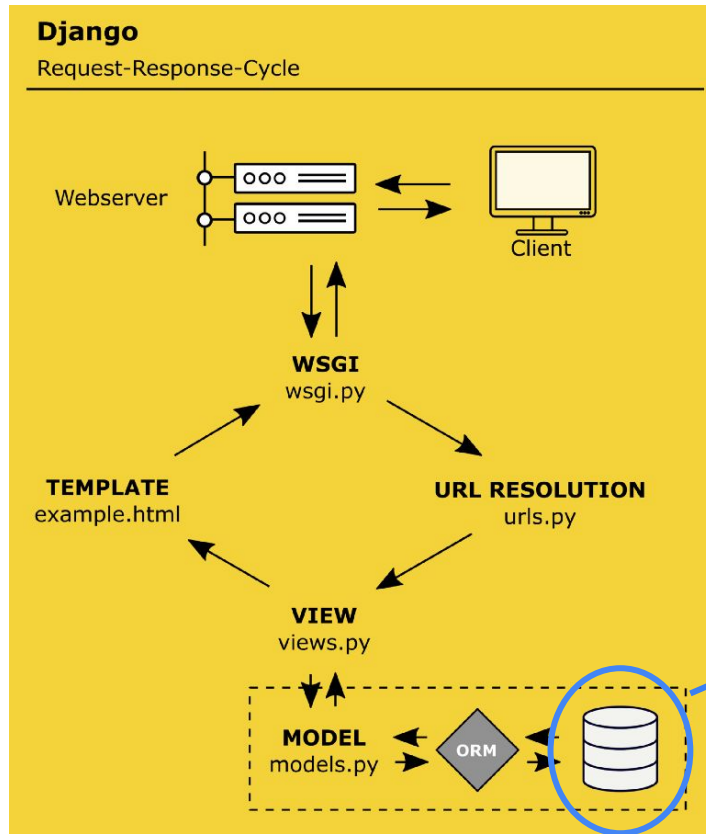 Django
Request-Response-Cycle
Webserver
Client
WSGI
wsgi.py
TEMPLATE
example.html
URL RESOLUTION
urls.py
VIEW
views.py
MODEL
models.py
ORM